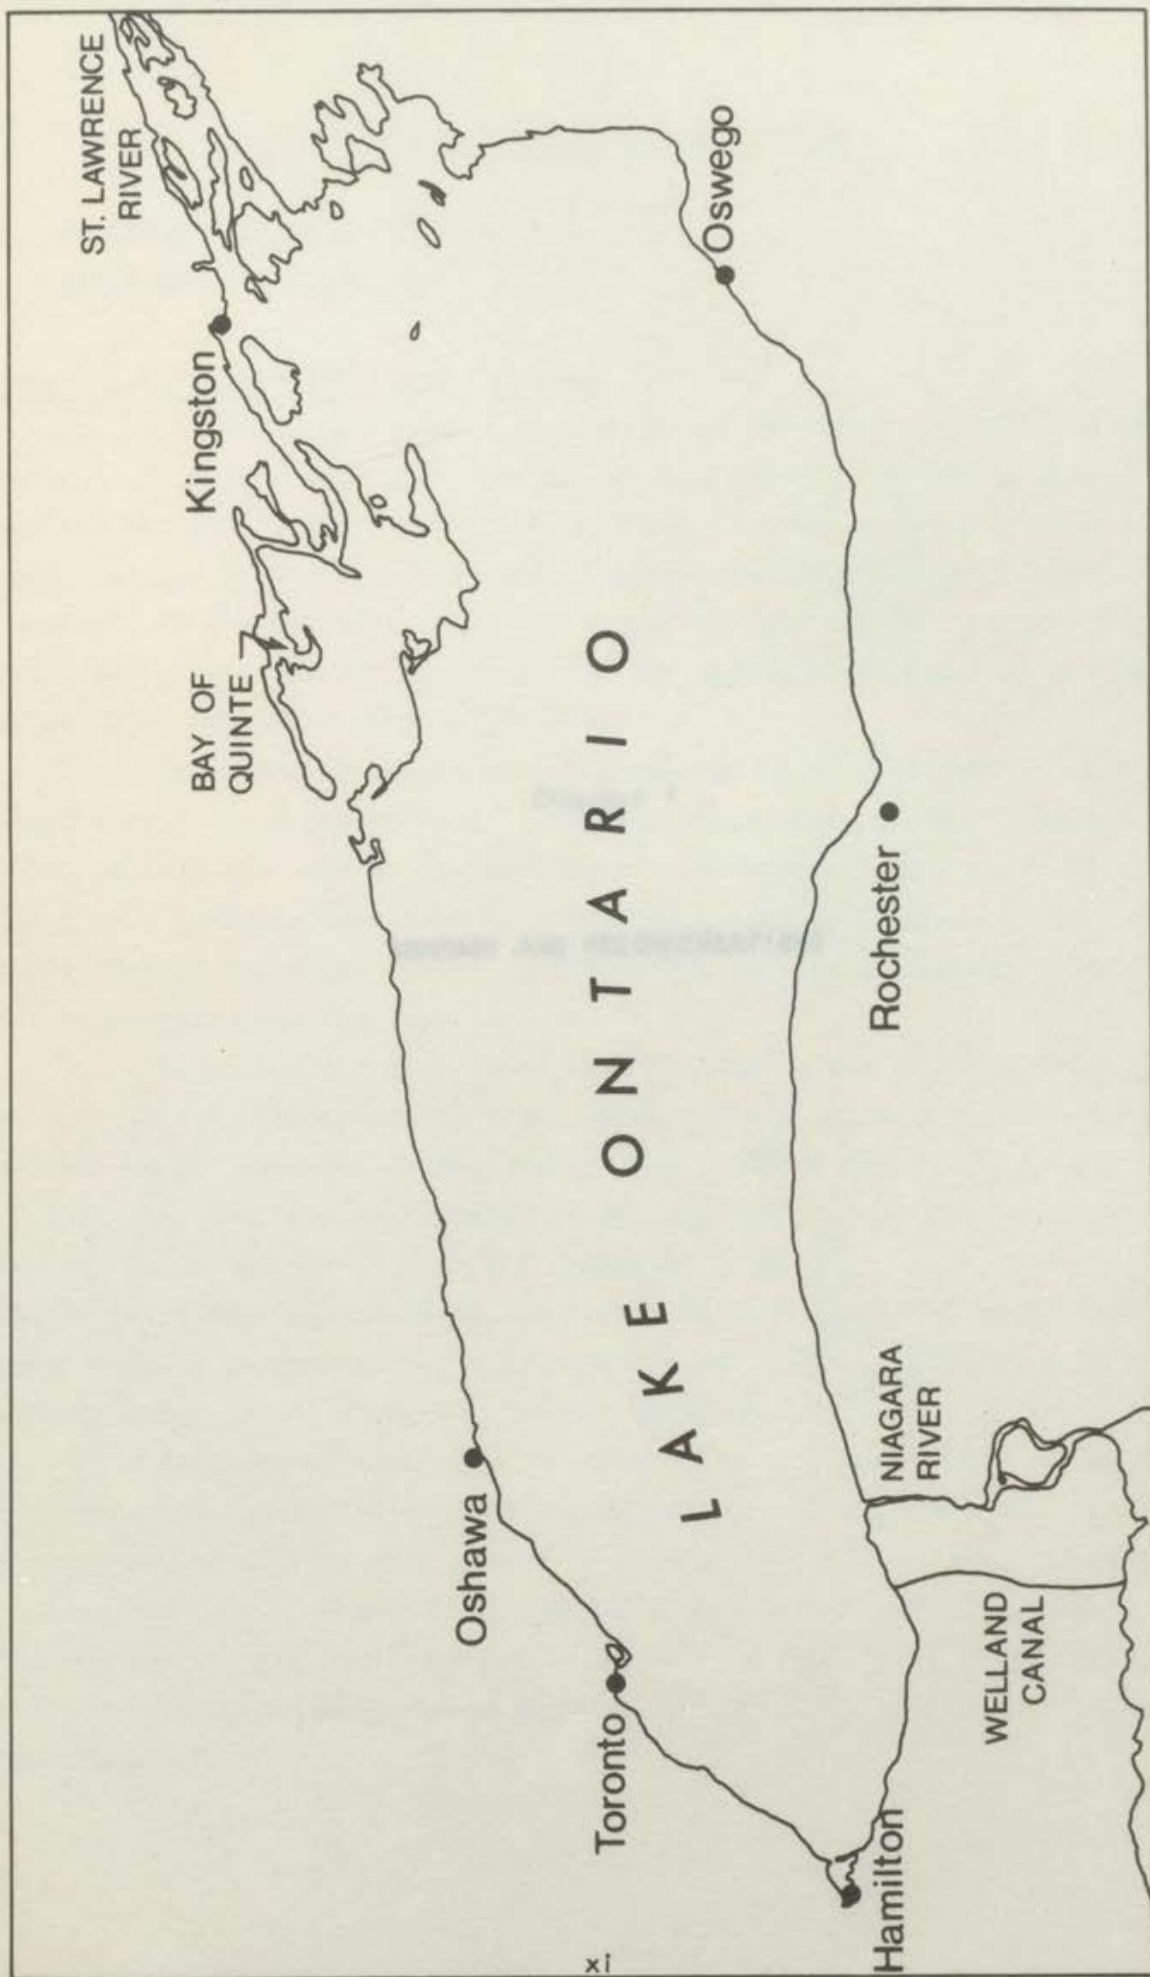 ST. LAWRENCE
RIVER
Kingston
BAY OF
QUINTE
Oshawa
Toronto
Hamilton
LAKE ONTARIO
Oswego
Rochester
NIAGARA
RIVER
WELLAND
CANAL
xi